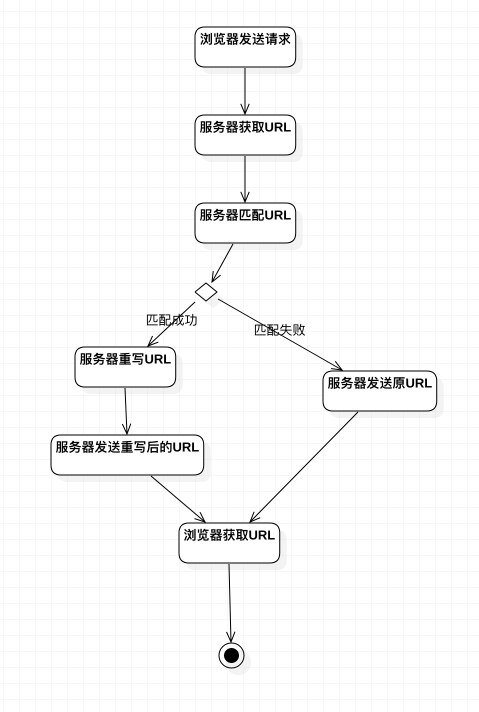 浏览器发送请求
服务器获取URL
服务器匹配URL
匹配成功
匹配失败
服务器重写URL
服务器发送原URL
服务器发送重写后的URL
浏览器获取URL